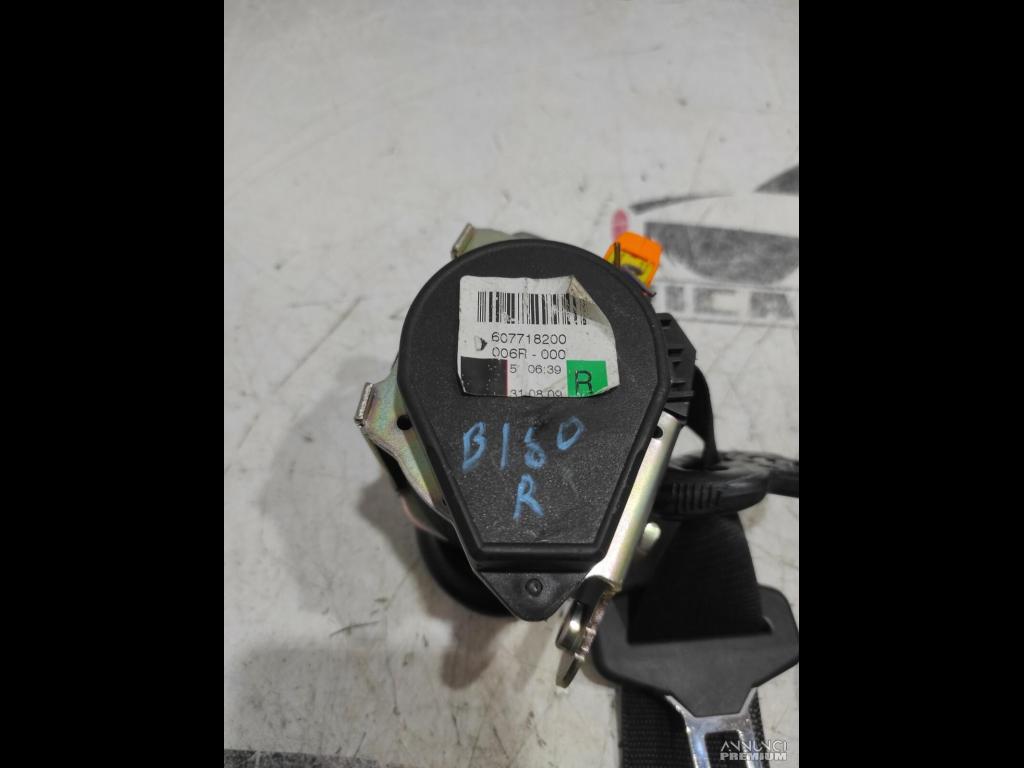 607718200
006R - 000
5 06:39
R
31-08-09
B180
R
ANNUNCI
PREMIUM